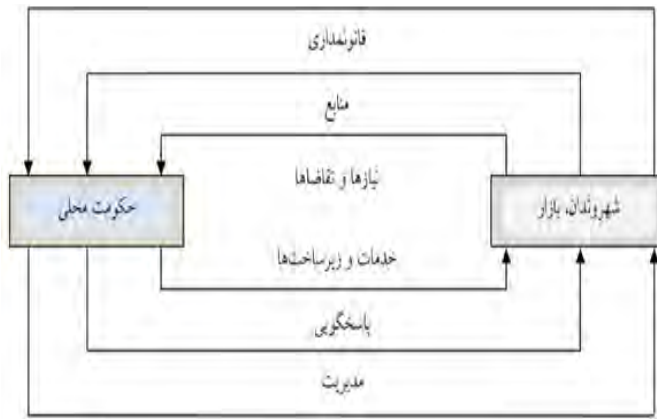 قانونمداری
منابع
نیازها و تقاضاها
شهروندان، بازار
حکومت محلی
خدمات و زیرساخت‌ها
پاسخگویی
مدیریت